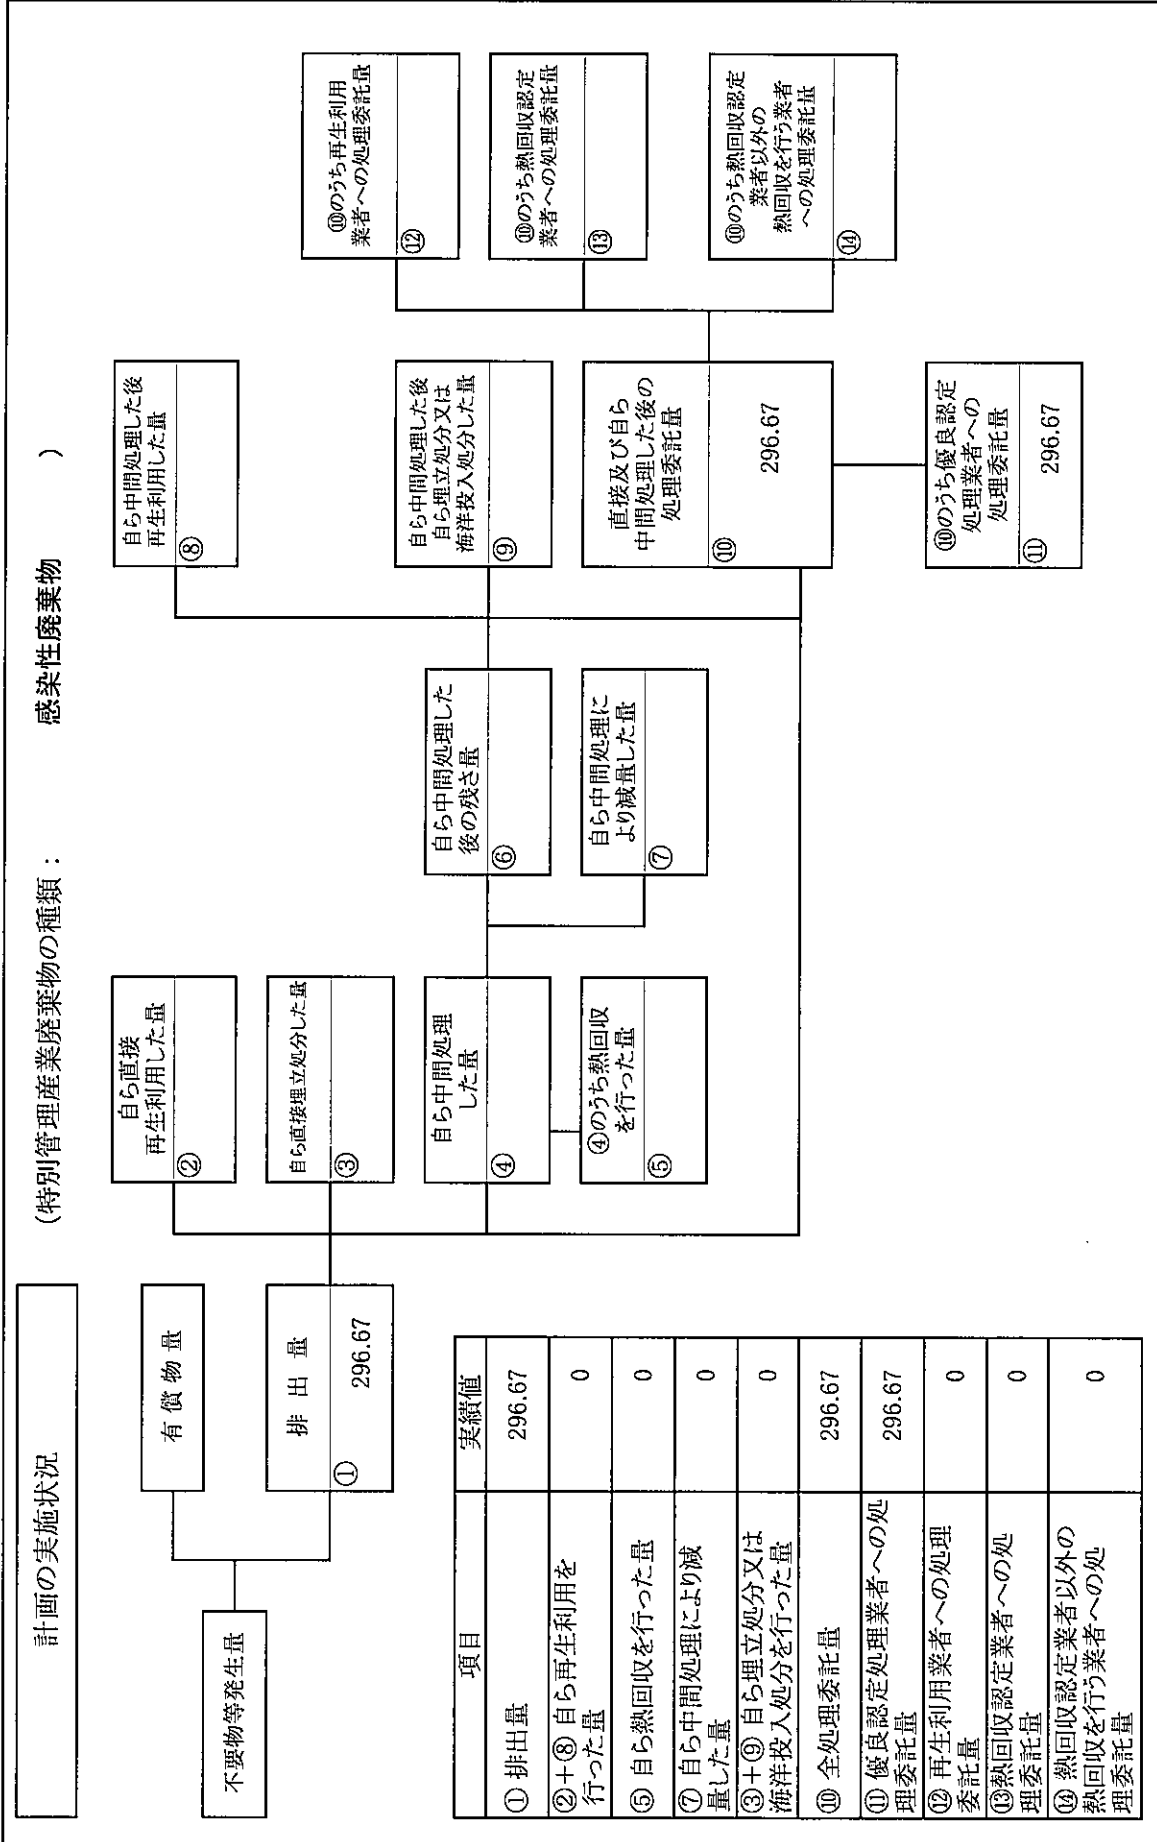 計画の実施状況
(特別管理産業廃棄物の種類： 感染性廃棄物 )
不要物等発生量
有償物量
排出量
①
296.67
自ら直接
再生利用した量
②
自ら直接埋立処分した量
③
自ら中間処理
した量
④
④のうち熱回収
を行った量
⑤
自ら中間処理した
後の残さ量
⑥
自ら中間処理に
より減量した量
⑦
自ら中間処理した後
再生利用した量
⑧
自ら中間処理した後
自ら埋立処分又は
海洋投入処分した量
⑨
直接及び自ら
中間処理した後の
処理委託量
⑩
296.67
⑩のうち優良認定
処理業者への
処理委託量
⑪
296.67
⑩のうち再生利用
業者への処理委託量
⑫
⑩のうち熱回収認定
業者への処理委託量
⑬
⑩のうち熱回収認定
業者以外の
熱回収を行う業者
への処理委託量
⑭
項目 実績値
① 排出量 296.67
②+⑧ 自ら再生利用を
行った量 0
⑤ 自ら熱回収を行った量 0
⑦ 自ら中間処理により減
量した量 0
③+⑨ 自ら埋立処分又は
海洋投入処分を行った量 0
⑩ 全処理委託量 296.67
⑪ 優良認定処理業者への処
理委託量 296.67
⑫ 再生利用業者への処理
委託量 0
⑬熱回収認定業者への処
理委託量 0
⑭ 熱回収認定業者以外の
熱回収を行う業者への処
理委託量 0